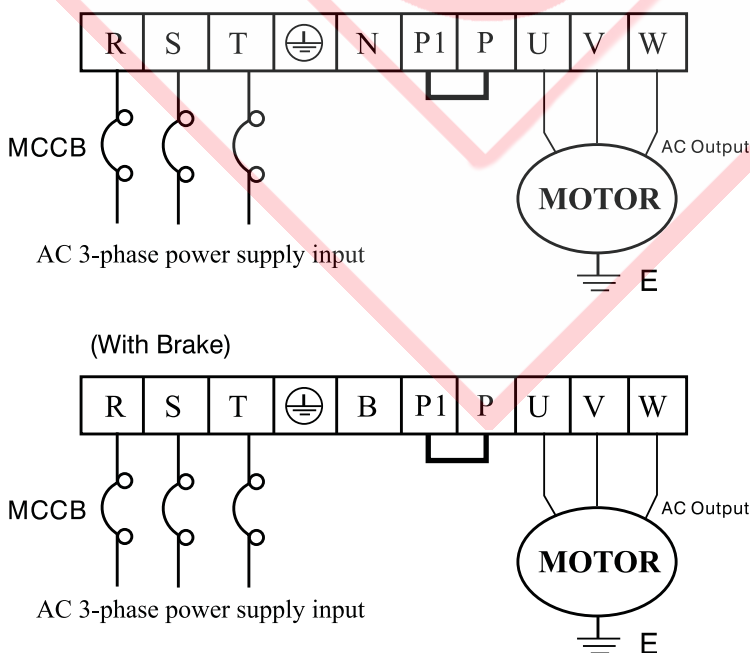 R S T N P1 P U V W
MCCB
AC Output
MOTOR
AC 3-phase power supply input
E
(With Brake)
R S T B P1 P U V W
MCCB
AC Output
MOTOR
AC 3-phase power supply input
E